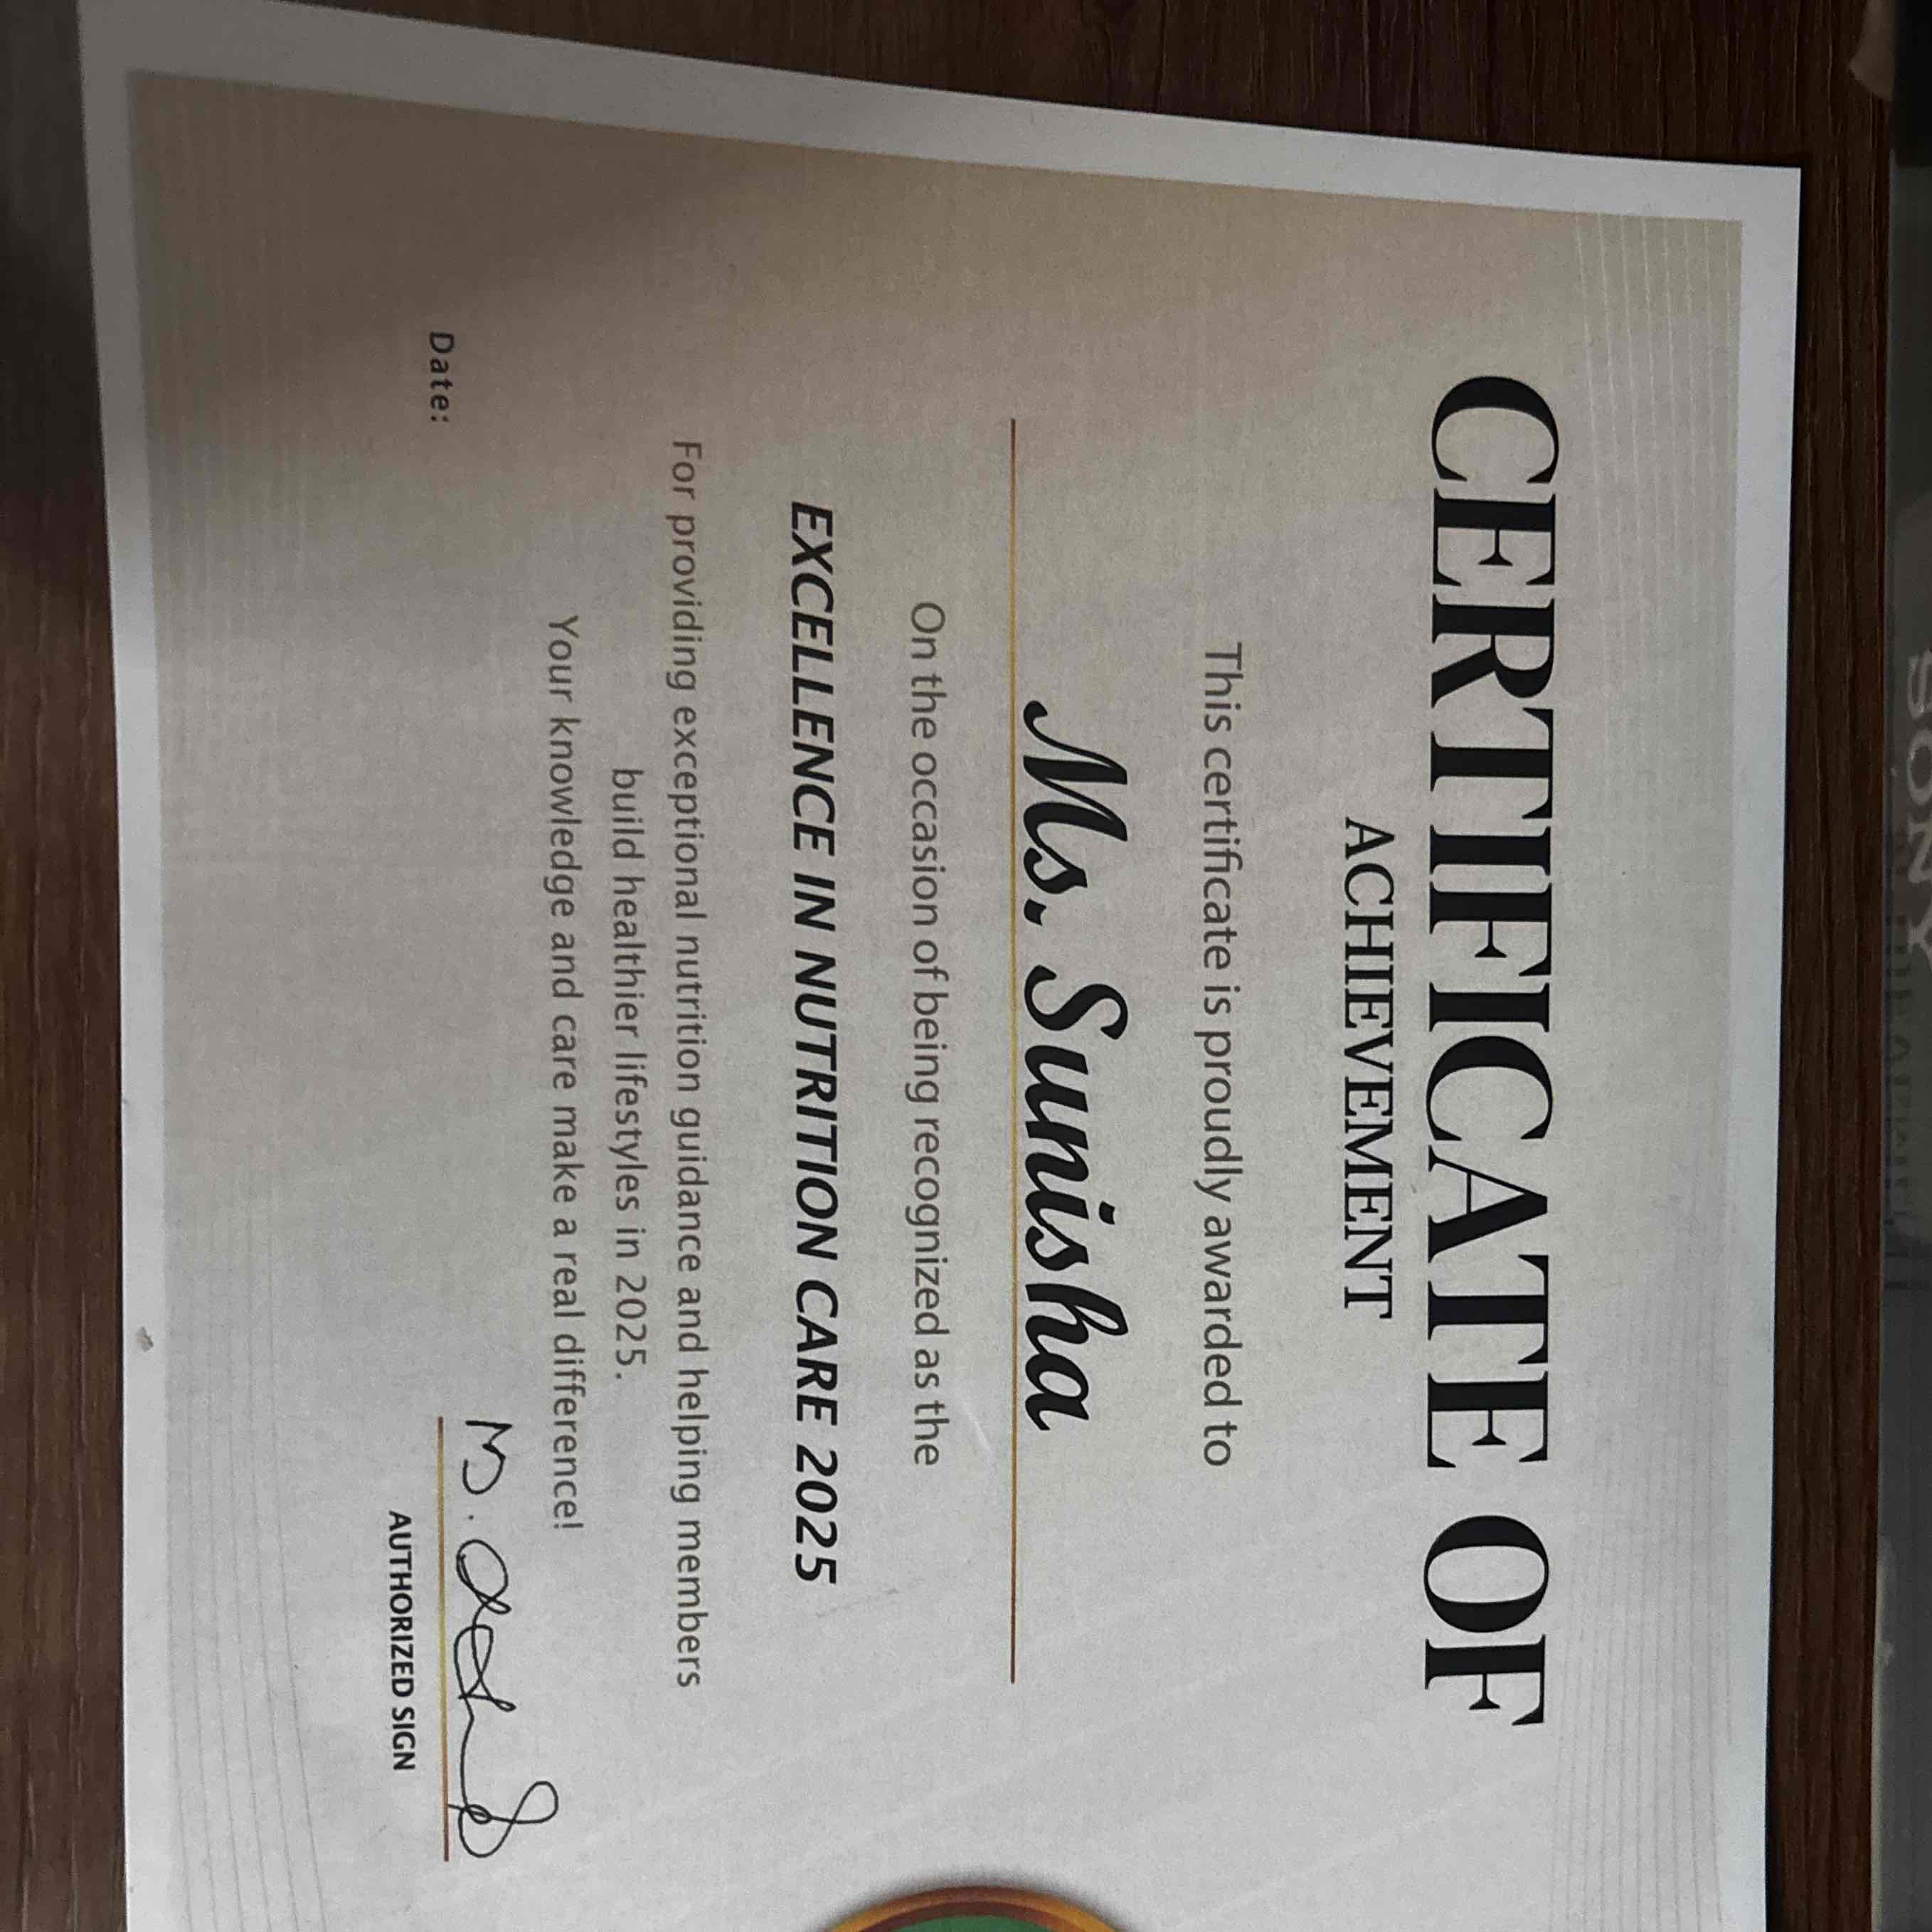 CERTIFICATE OF
ACHIEVEMENT
This certificate is proudly awarded to
Ms. Sunisha
On the occasion of being recognized as the
EXCELLENCE IN NUTRITION CARE 2025
For providing exceptional nutrition guidance and helping members
build healthier lifestyles in 2025.
Your knowledge and care make a real difference!
Date:
AUTHORIZED SIGN
SONY